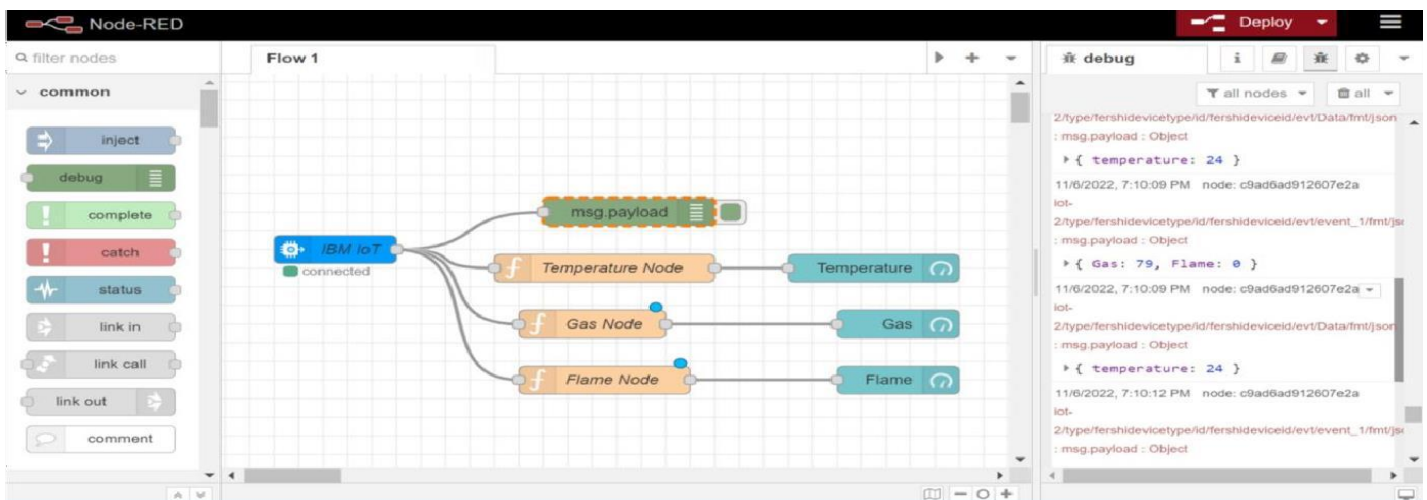 Node-RED
Deploy
filter nodes
Flow 1
debug
i
common
all nodes
all
inject
debug
complete
catch
status
link in
link call
link out
comment
msg.payload
IBM IoT
connected
Temperature Node
Temperature
Gas Node
Gas
Flame Node
Flame
2/type/fershidevicetype/id/fershideviceid/evt/Data/fmt/json
: msg.payload : Object
{ temperature: 24 }
11/6/2022, 7:10:09 PM node: c9ad6ad912607e2a
iot-
2/type/fershidevicetype/id/fershideviceid/evt/event_1/fmt/js
: msg.payload : Object
{ Gas: 79, Flame: 0 }
11/6/2022, 7:10:09 PM node: c9ad6ad912607e2a
iot-
2/type/fershidevicetype/id/fershideviceid/evt/Data/fmt/json
: msg.payload : Object
{ temperature: 24 }
11/6/2022, 7:10:12 PM node: c9ad6ad912607e2a
iot-
2/type/fershidevicetype/id/fershideviceid/evt/event_1/fmt/js
: msg.payload : Object